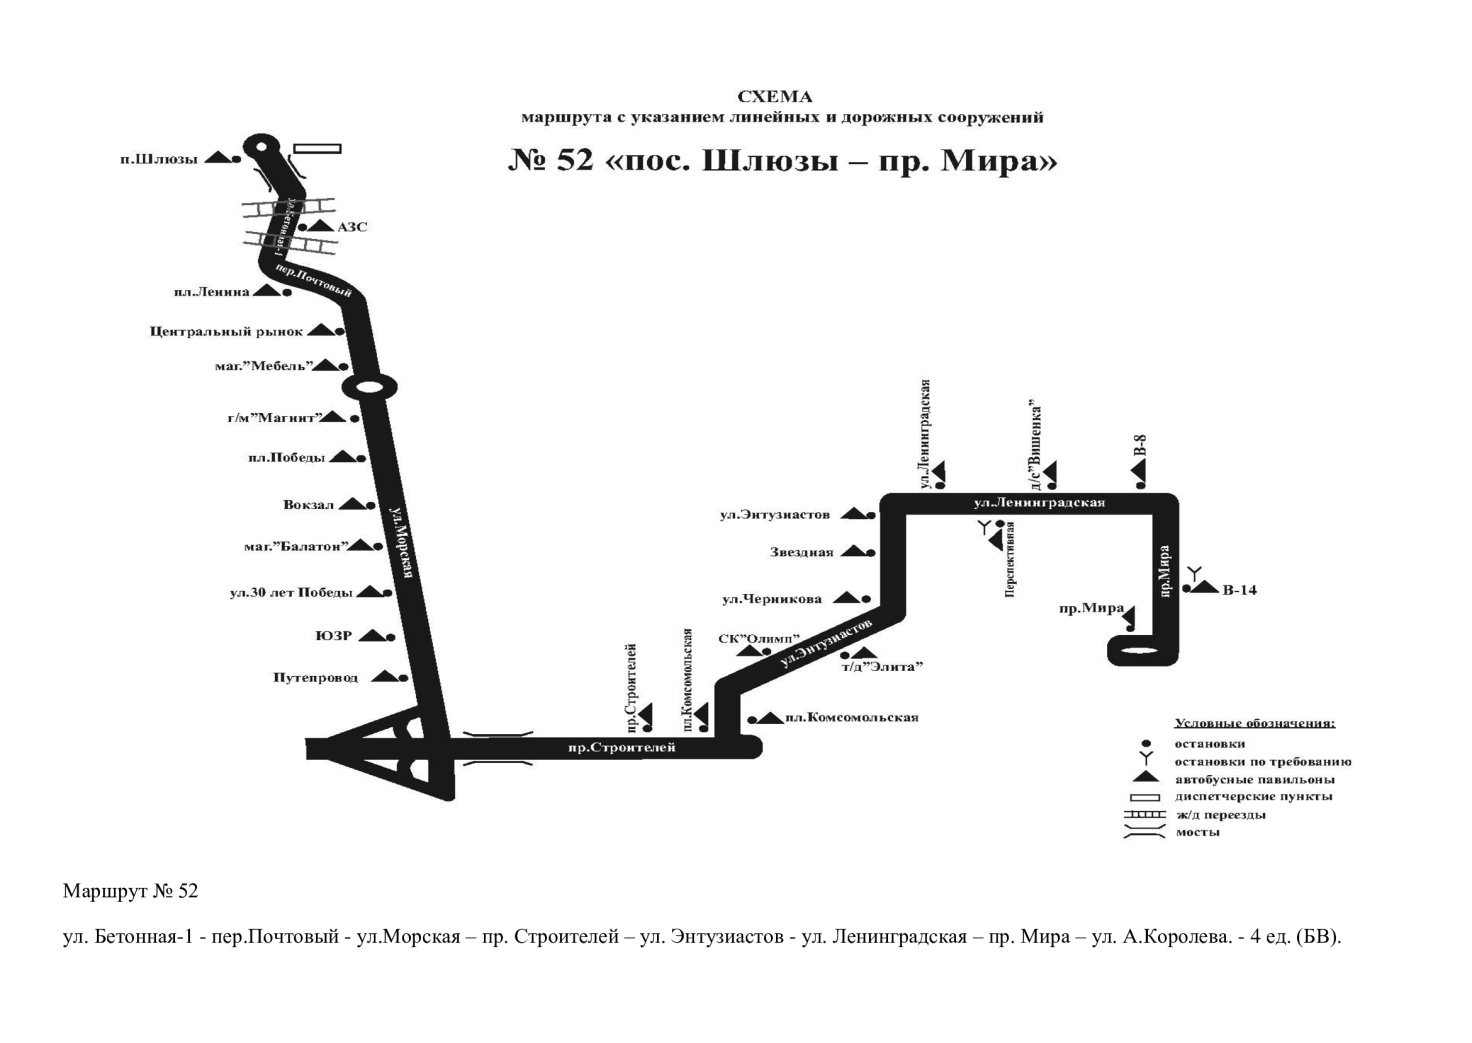 СХЕМА
маршрута с указанием линейных и дорожных сооружений
№ 52 «пос. Шлюзы – пр. Мира»
п.Шлюзы
ул.Бетонная-1
АЗС
пер.Почтовый
пл.Ленина
Центральный рынок
маг."Мебель"
г/м"Магнит"
пл.Победы
Вокзал
ул.Морская
маг."Балатон"
ул.30 лет Победы
ЮЗР
Путепровод
пр.Строителей
пр.Строителей
пл.Комсомольская
пл.Комсомольская
СК"Олимп"
ул.Энтузиастов
т/д"Элита"
ул.Черникова
Звездная
ул.Энтузиастов
ул.Ленинградская
д/с"Вишенка"
В-8
ул.Ленинградская
Перспективная
пр.Мира
В-14
пр.Мира
Условные обозначения:
остановки
остановки по требованию
автобусные павильоны
диспетчерские пункты
ж/д переезды
мосты
Маршрут № 52
ул. Бетонная-1 - пер.Почтовый - ул.Морская – пр. Строителей – ул. Энтузиастов - ул. Ленинградская – пр. Мира – ул. А.Королева. - 4 ед. (БВ).